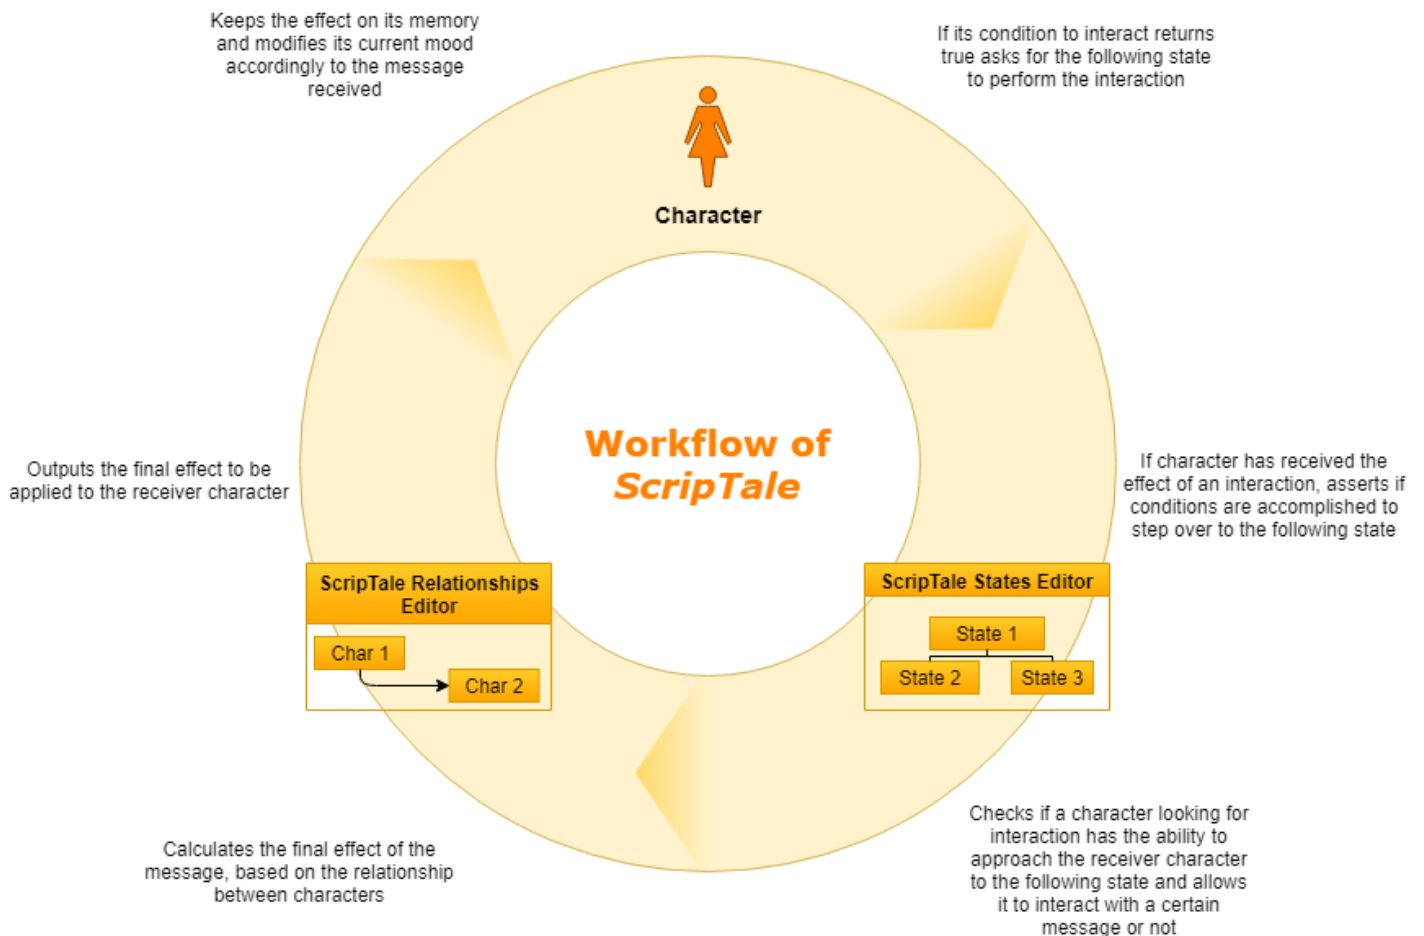 Keeps the effect on its memory
and modifies its current mood
accordingly to the message
received
If its condition to interact returns
true asks for the following state
to perform the interaction
Character
Workflow of
ScripTale
Outputs the final effect to be
applied to the receiver character
If character has received the
effect of an interaction, asserts if
conditions are accomplished to
step over to the following state
ScripTale Relationships
Editor
Char 1
Char 2
ScripTale States Editor
State 1
State 2
State 3
Calculates the final effect of the
message, based on the relationship
between characters
Checks if a character looking for
interaction has the ability to
approach the receiver character
to the following state and allows
it to interact with a certain
message or not